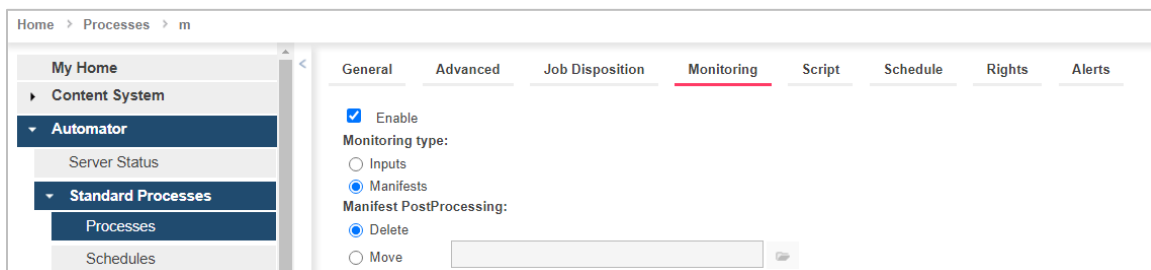 Home > Processes > m
My Home
Content System
Automator
Server Status
Standard Processes
Processes
Schedules
General Advanced Job Disposition Monitoring Script Schedule Rights Alerts
Enable
Monitoring type:
Inputs
Manifests
Manifest PostProcessing:
Delete
Move